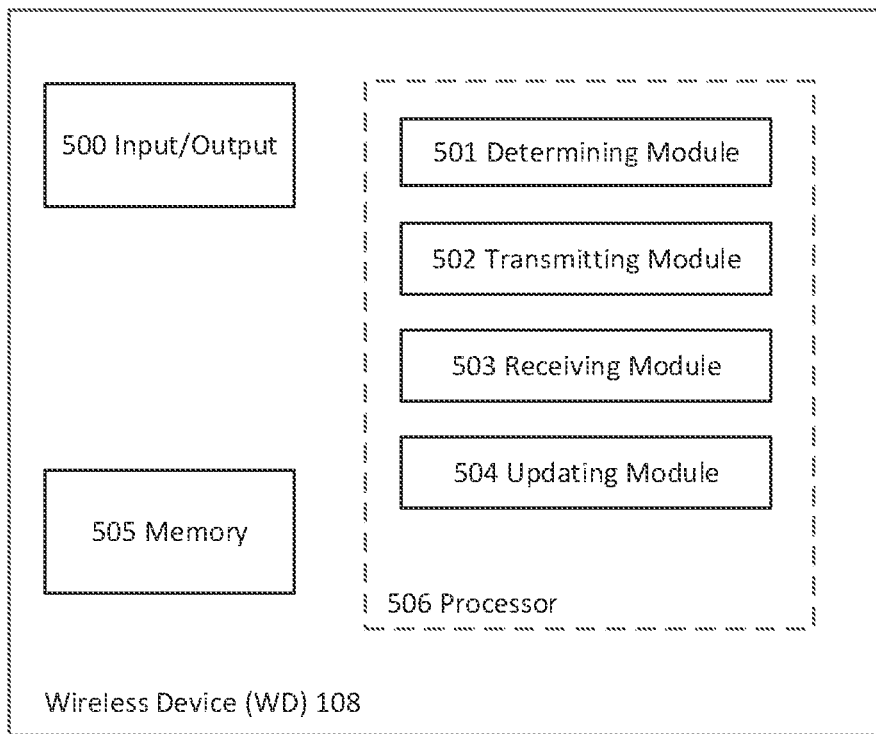 500 Input/Output
501 Determining Module
502 Transmitting Module
503 Receiving Module
504 Updating Module
505 Memory
506 Processor
Wireless Device (WD) 108